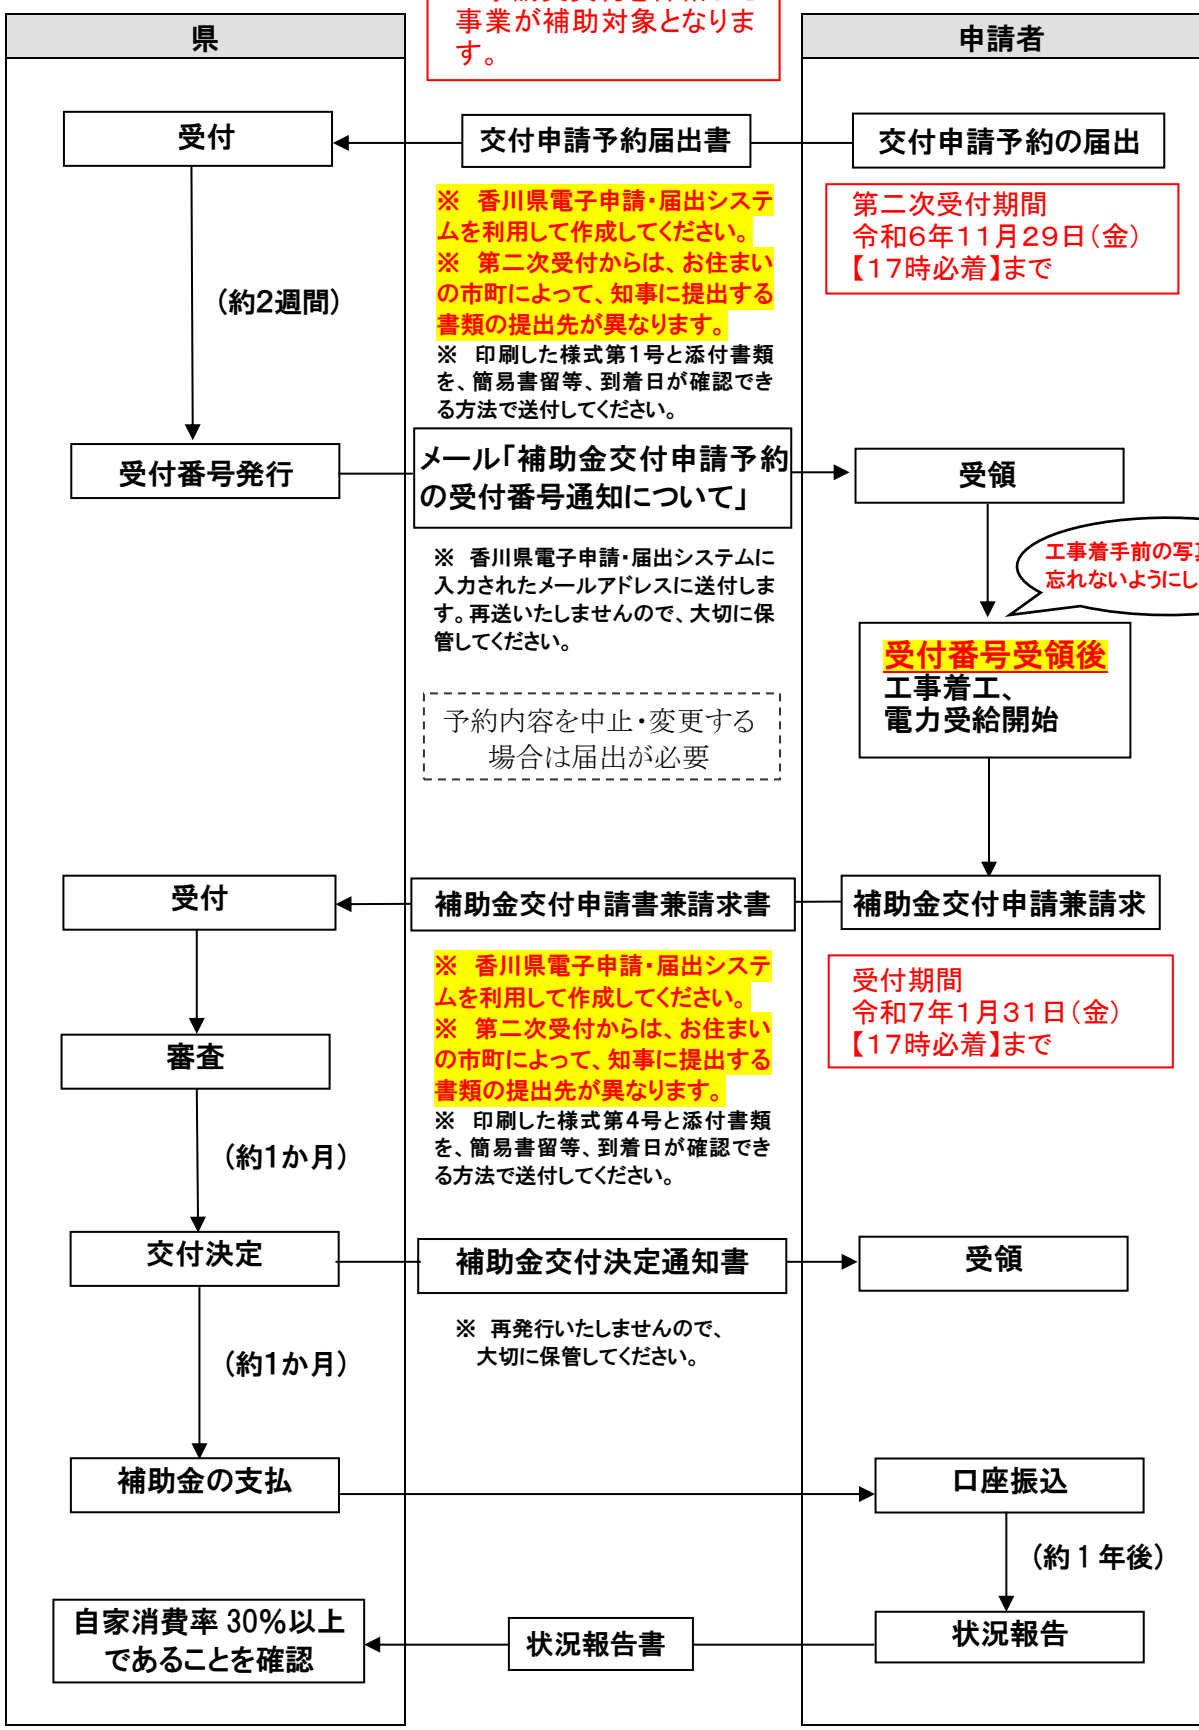 事業が補助対象となりま
す。
県
申請者
受付
交付申請予約届出書
交付申請予約の届出
※ 香川県電子申請・届出システ
ムを利用して作成してください。
※ 第二次受付からは、お住まい
の市町によって、知事に提出する
書類の提出先が異なります。
※ 印刷した様式第1号と添付書類
を、簡易書留等、到着日が確認でき
る方法で送付してください。
第二次受付期間
令和6年11月29日（金）
【17時必着】まで
（約2週間）
受付番号発行
メール「補助金交付申請予約
の受付番号通知について」
受領
※ 香川県電子申請・届出システムに
入力されたメールアドレスに送付しま
す。再送いたしませんので、大切に保
管してください。
工事着手前の写真
忘れないようにし
受付番号受領後
工事着工、
電力受給開始
予約内容を中止・変更する
場合は届出が必要
受付
補助金交付申請書兼請求書
補助金交付申請兼請求
※ 香川県電子申請・届出システ
ムを利用して作成してください。
※ 第二次受付からは、お住まい
の市町によって、知事に提出する
書類の提出先が異なります。
※ 印刷した様式第4号と添付書類
を、簡易書留等、到着日が確認でき
る方法で送付してください。
受付期間
令和7年1月31日（金）
【17時必着】まで
審査
（約1か月）
交付決定
補助金交付決定通知書
受領
※ 再発行いたしませんので、
大切に保管してください。
（約1か月）
補助金の支払
口座振込
（約1年後）
自家消費率30％以上
であることを確認
状況報告書
状況報告